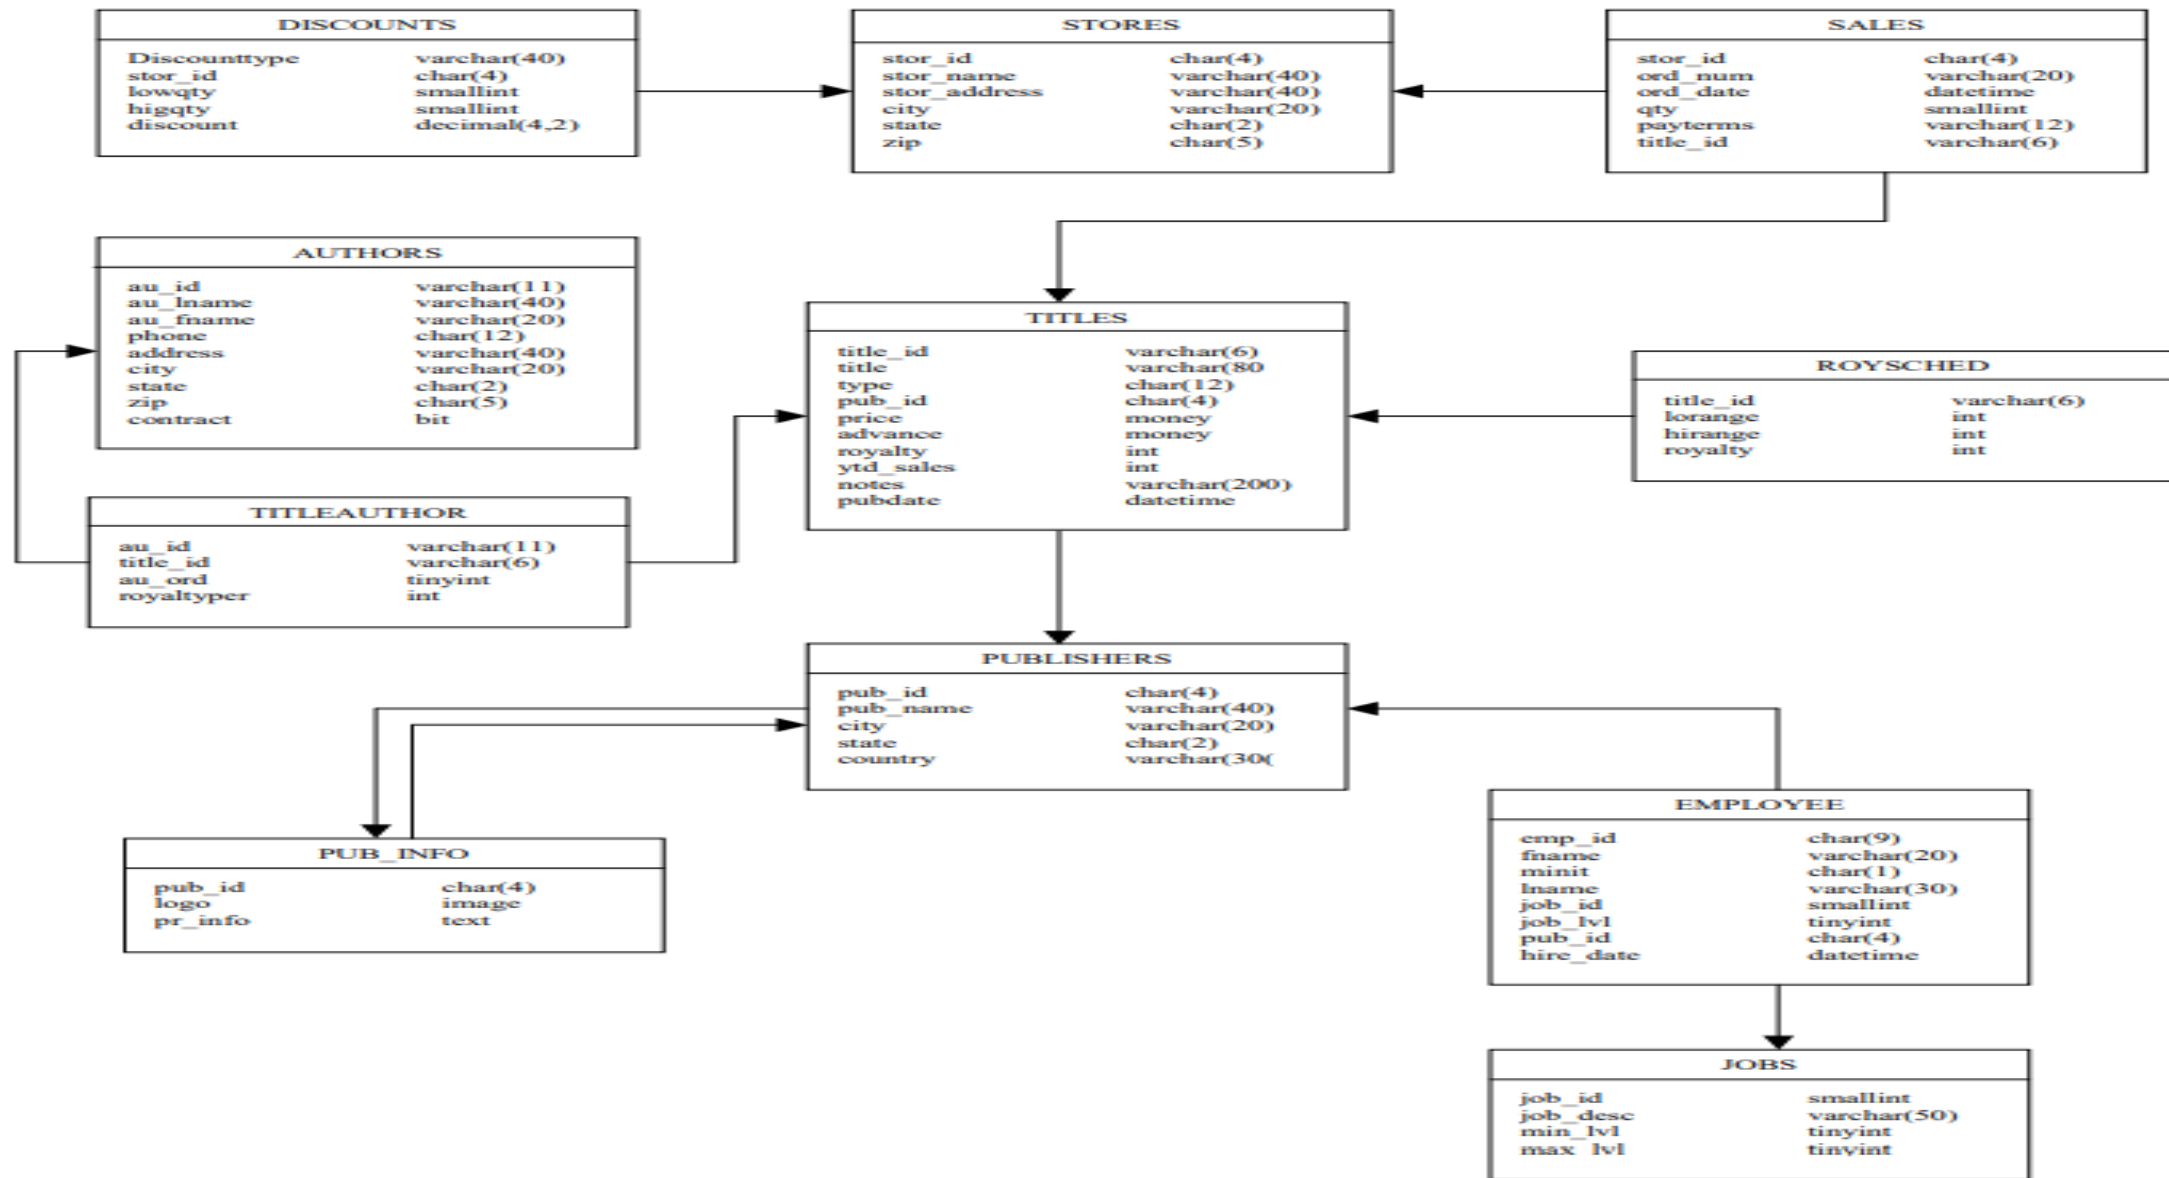 DISCOUNTS
Discounttype varchar(40)
stor_id char(4)
lowqty smallint
higqty smallint
discount decimal(4,2)
STORES
stor_id char(4)
stor_name varchar(40)
stor_address varchar(40)
city varchar(20)
state char(2)
zip char(5)
SALES
stor_id char(4)
ord_num varchar(20)
ord_date datetime
qty smallint
payterms varchar(12)
title_id varchar(6)
AUTHORS
au_id varchar(11)
au_lname varchar(40)
au_fname varchar(20)
phone char(12)
address varchar(40)
city varchar(20)
state char(2)
zip char(5)
contract bit
TITLES
title_id varchar(6)
title varchar(80
type char(12)
pub_id char(4)
price money
advance money
royalty int
ytd_sales int
notes varchar(200)
pubdate datetime
ROYSCHED
title_id varchar(6)
lorange int
hirange int
royalty int
TITLEAUTHOR
au_id varchar(11)
title_id varchar(6)
au_ord tinyint
royaltyper int
PUBLISHERS
pub_id char(4)
pub_name varchar(40)
city varchar(20)
state char(2)
country varchar(30(
PUB_INFO
pub_id char(4)
logo image
pr_info text
EMPLOYEE
emp_id char(9)
fname varchar(20)
minit char(1)
lname varchar(30)
job_id smallint
job_lvl tinyint
pub_id char(4)
hire_date datetime
JOBS
job_id smallint
job_desc varchar(50)
min_lvl tinyint
max_lvl tinyint